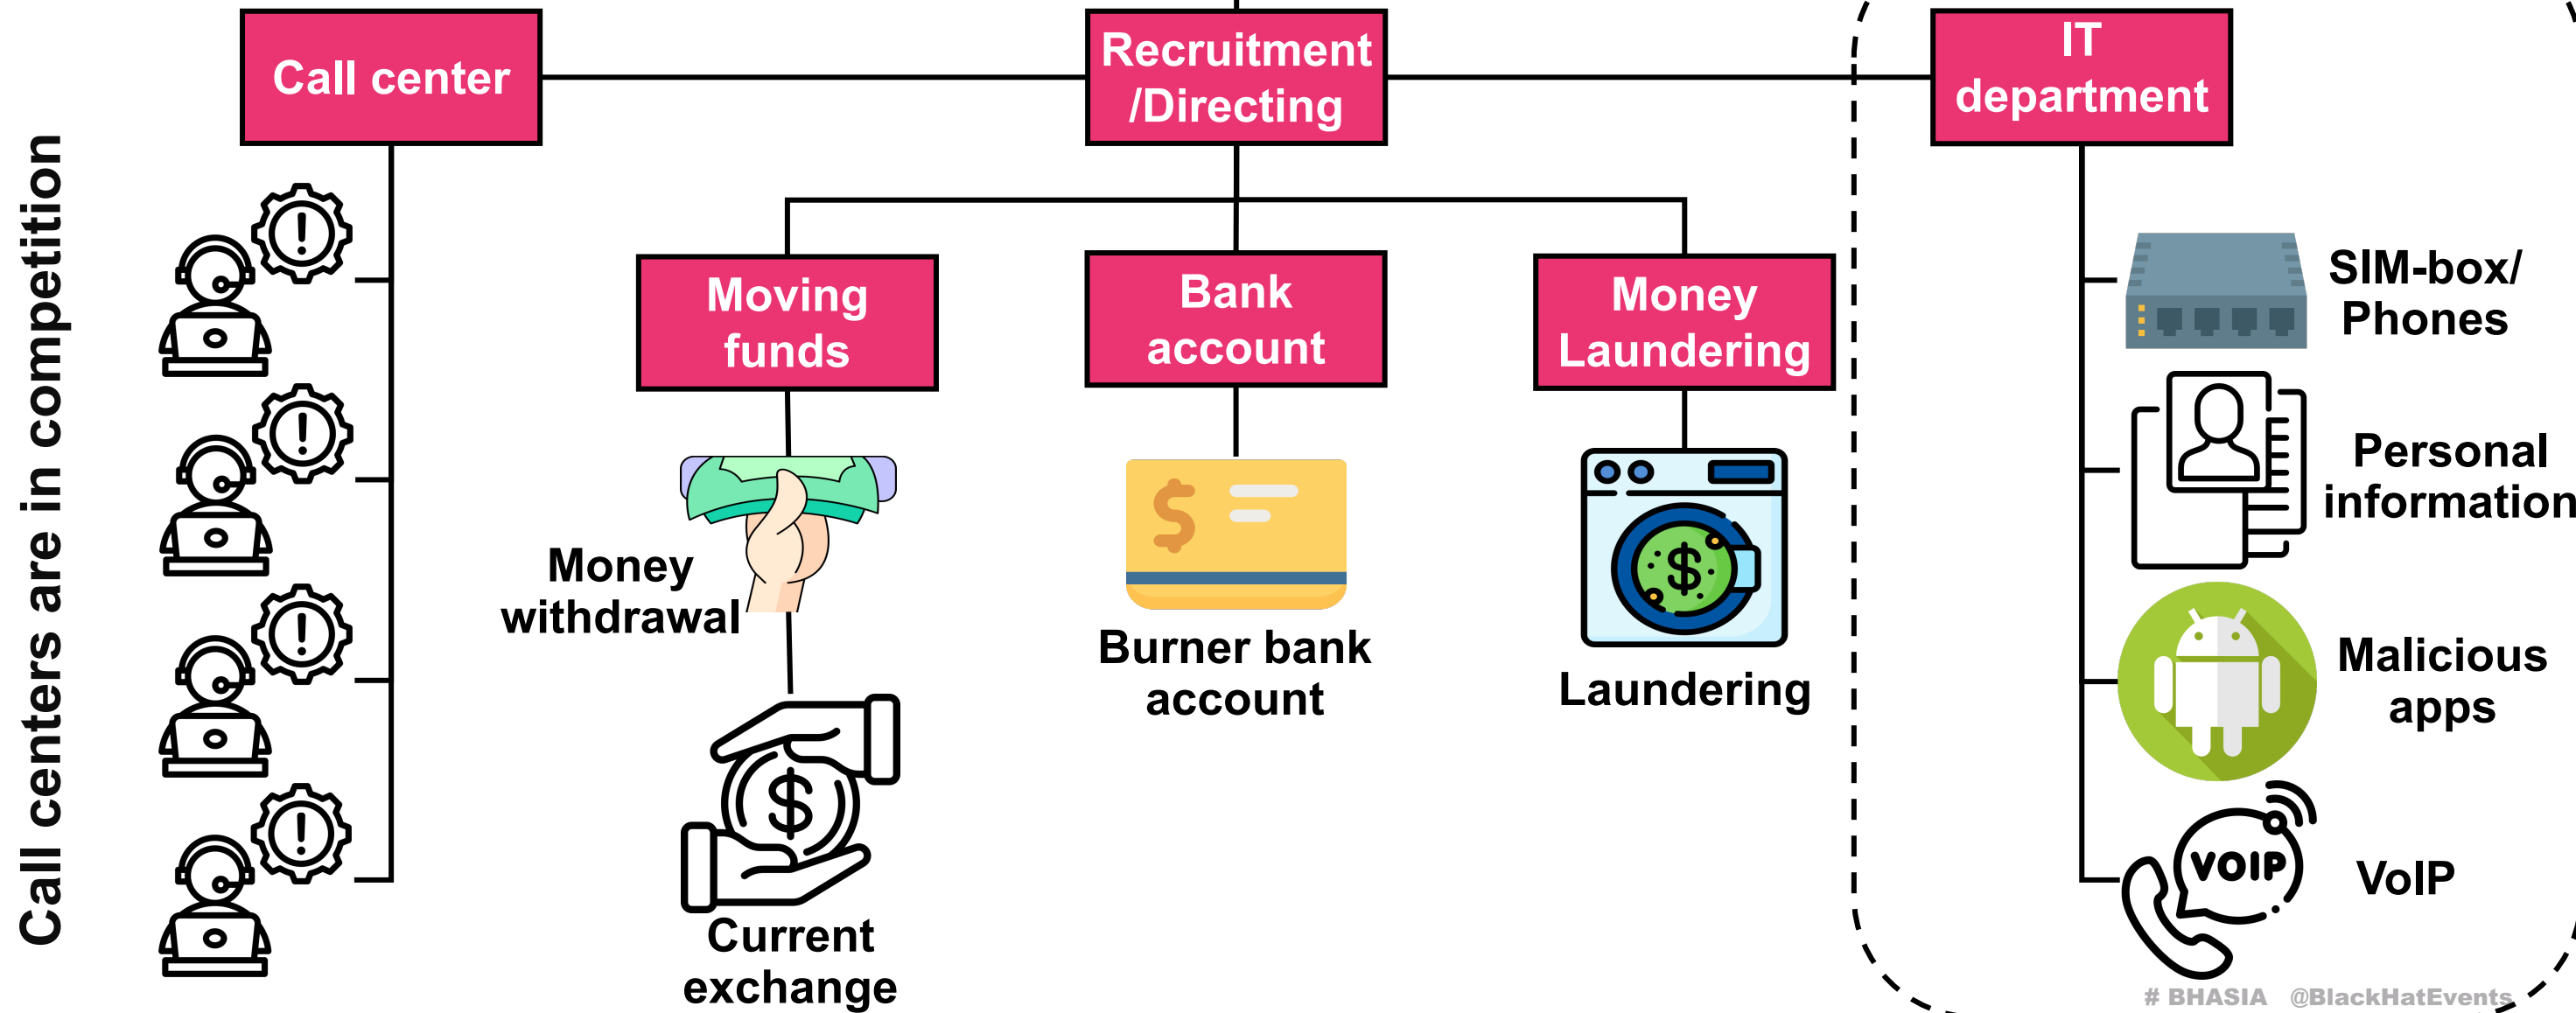 Call center
Recruitment
/Directing
IT
department
Call centers are in competition
Moving
funds
Bank
account
Money
Laundering
Money
withdrawal
Current
exchange
$
Burner bank
account
$
Laundering
$
SIM-box/
Phones
Personal
information
Malicious
apps
VOIP
VoIP
# BHASIA @BlackHatEvents